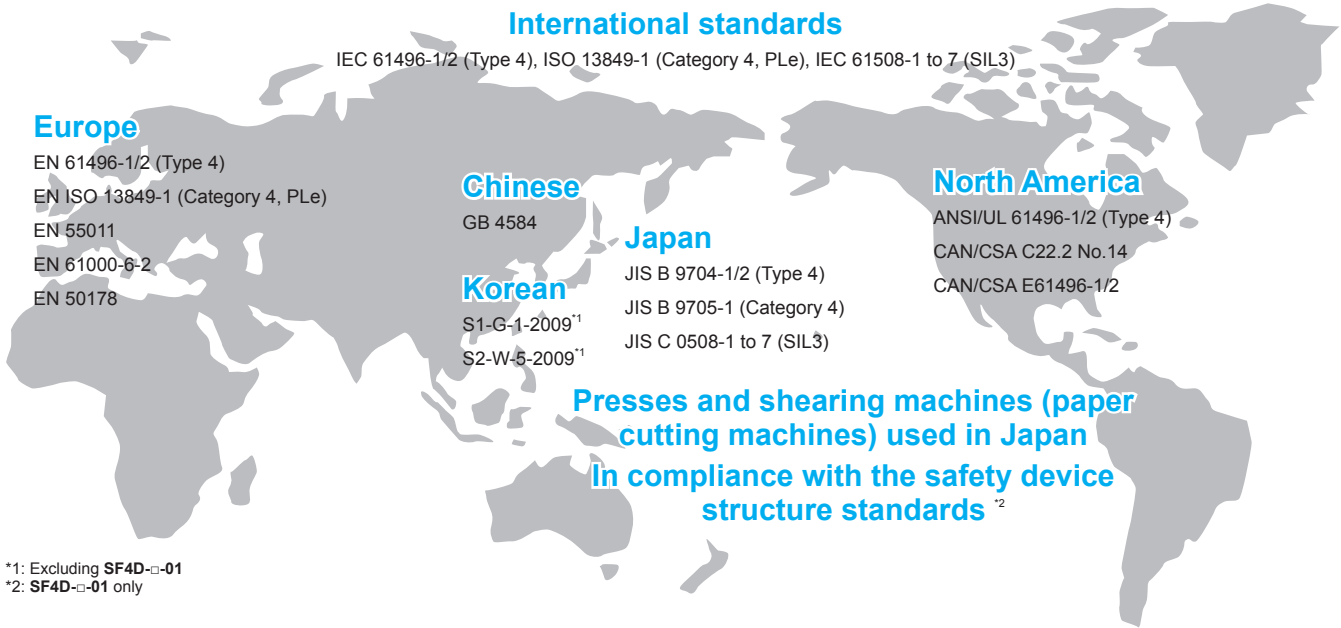 International standards
IEC 61496-1/2 (Type 4), ISO 13849-1 (Category 4, PLe), IEC 61508-1 to 7 (SIL3)
Europe
EN 61496-1/2 (Type 4)
EN ISO 13849-1 (Category 4, PLe)
EN 55011
EN 61000-6-2
EN 50178
Chinese
GB 4584
Korean
S1-G-1-2009*1
S2-W-5-2009*1
Japan
JIS B 9704-1/2 (Type 4)
JIS B 9705-1 (Category 4)
JIS C 0508-1 to 7 (SIL3)
North America
ANSI/UL 61496-1/2 (Type 4)
CAN/CSA C22.2 No.14
CAN/CSA E61496-1/2
Presses and shearing machines (paper
cutting machines) used in Japan
In compliance with the safety device
structure standards *2
*1: Excluding SF4D-□-01
*2: SF4D-□-01 only